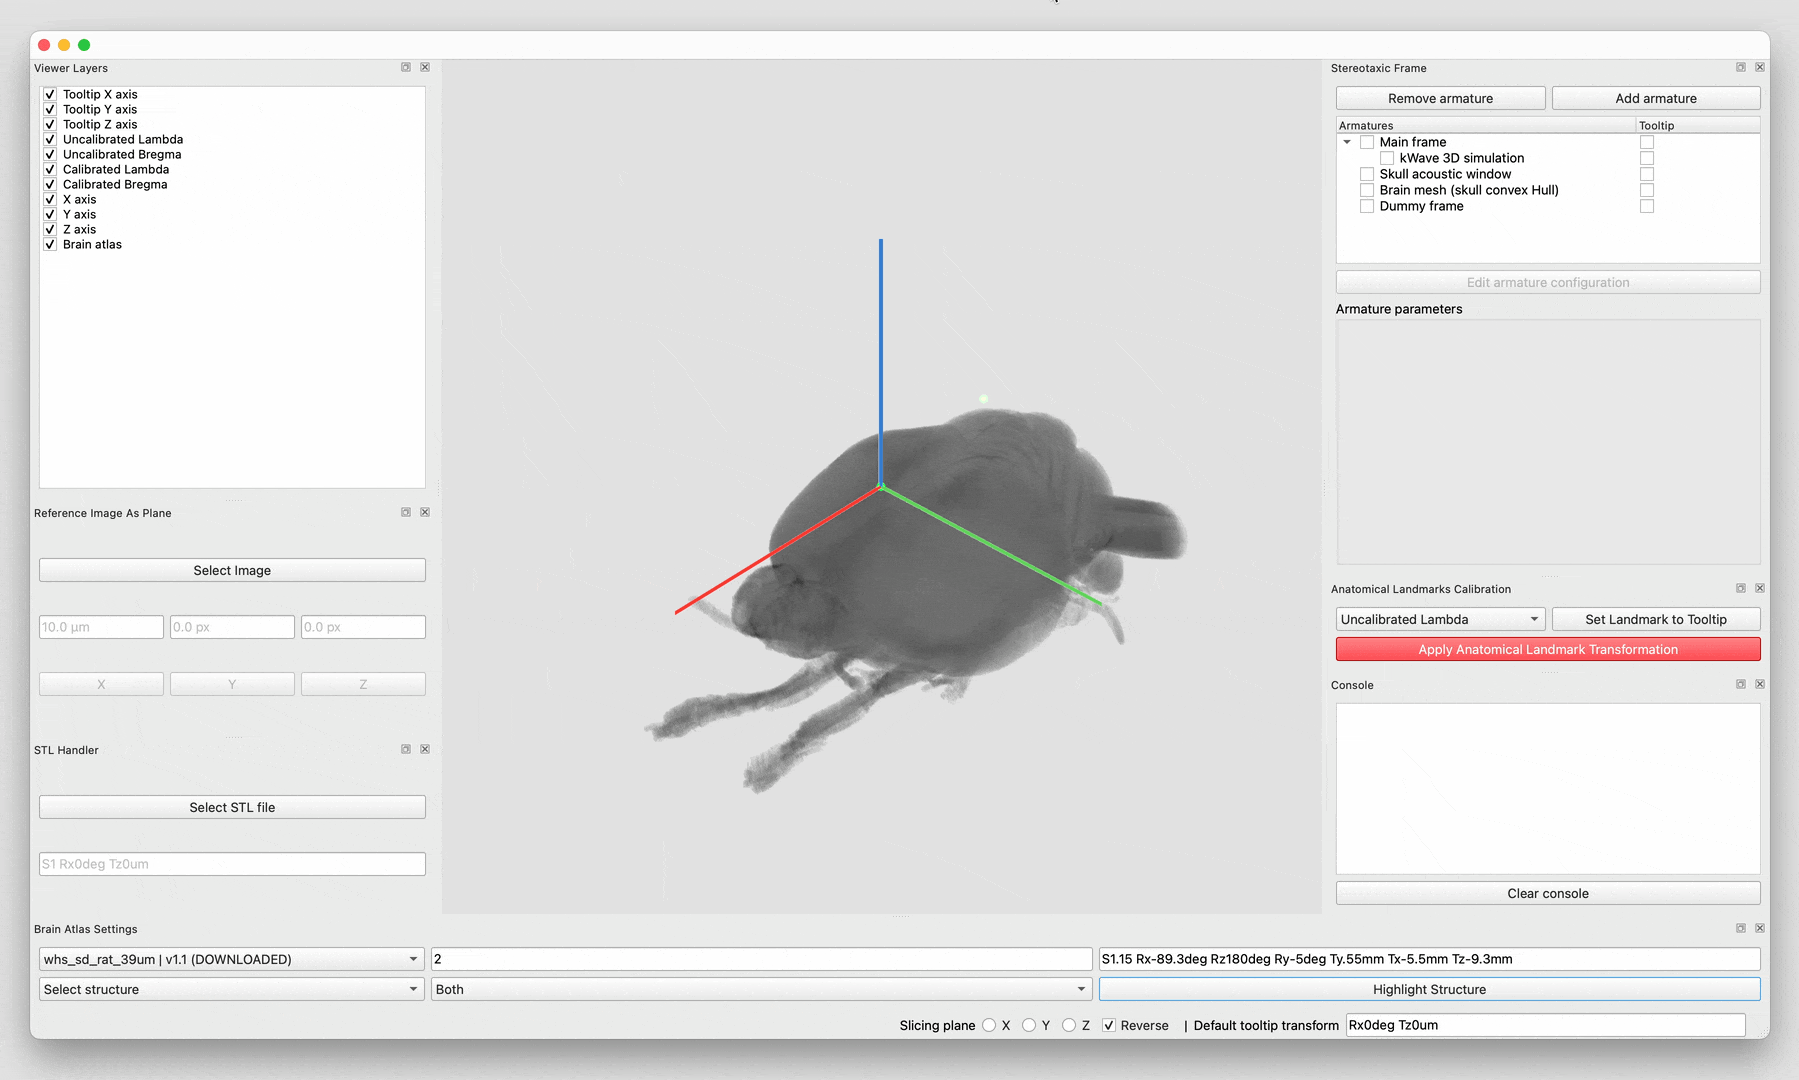 Viewer Layers
Tooltip X axis
Tooltip Y axis
Tooltip Z axis
Uncalibrated Lambda
Uncalibrated Bregma
Calibrated Lambda
Calibrated Bregma
X axis
Y axis
Z axis
Brain atlas
Reference Image As Plane
Select Image
10.0 µm 0.0 px 0.0 px
X Y Z
STL Handler
Select STL file
S1 Rx0deg Tz0um
Stereotaxic Frame
Remove armature Add armature
Armatures Tooltip
Main frame
kWave 3D simulation
Skull acoustic window
Brain mesh (skull convex Hull)
Dummy frame
Edit armature configuration
Armature parameters
Anatomical Landmarks Calibration
Uncalibrated Lambda Set Landmark to Tooltip
Apply Anatomical Landmark Transformation
Console
Clear console
Brain Atlas Settings
whs_sd_rat_39um | v1.1 (DOWNLOADED) 2 S1.15 Rx-89.3deg Rz180deg Ry-5deg Ty.55mm Tx-5.5mm Tz-9.3mm
Select structure Both Highlight Structure
Slicing plane X Y Z Reverse | Default tooltip transform Rx0deg Tz0um